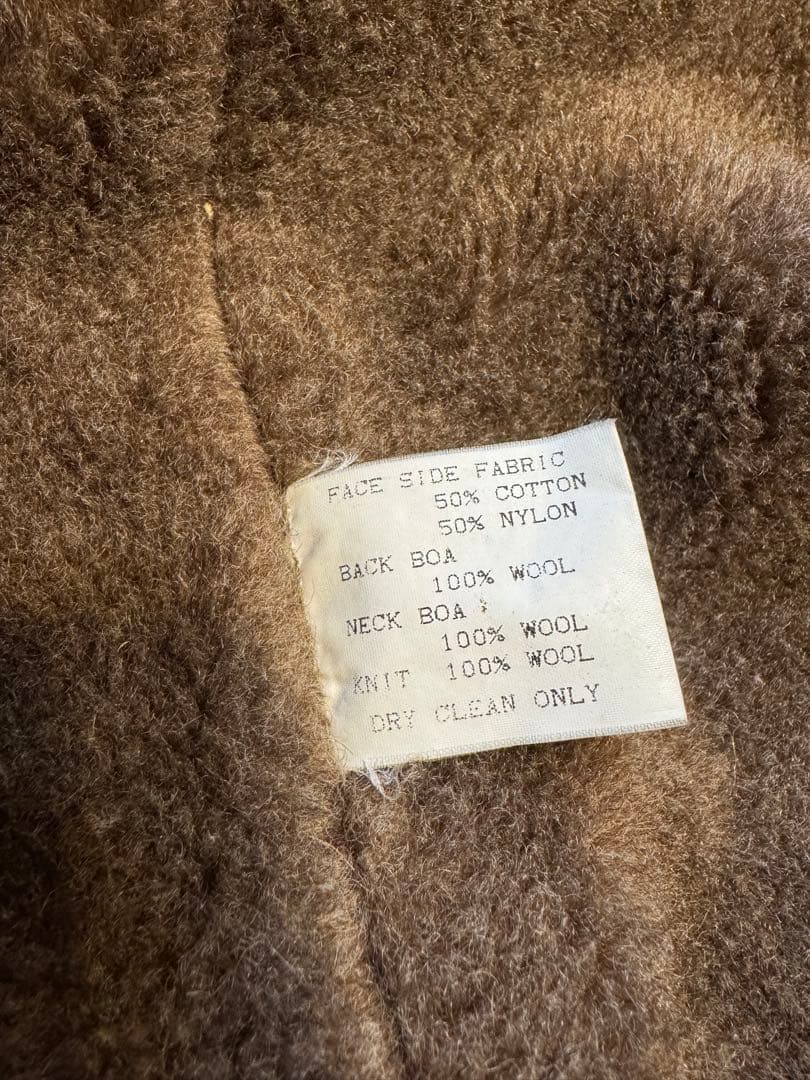 FACE SIDE FABRIC
50% COTTON
50% NYLON
BACK BOA
100% WOOL
NECK BOA
100% WOOL
KNIT 100% WOOL
DRY CLEAN ONLY